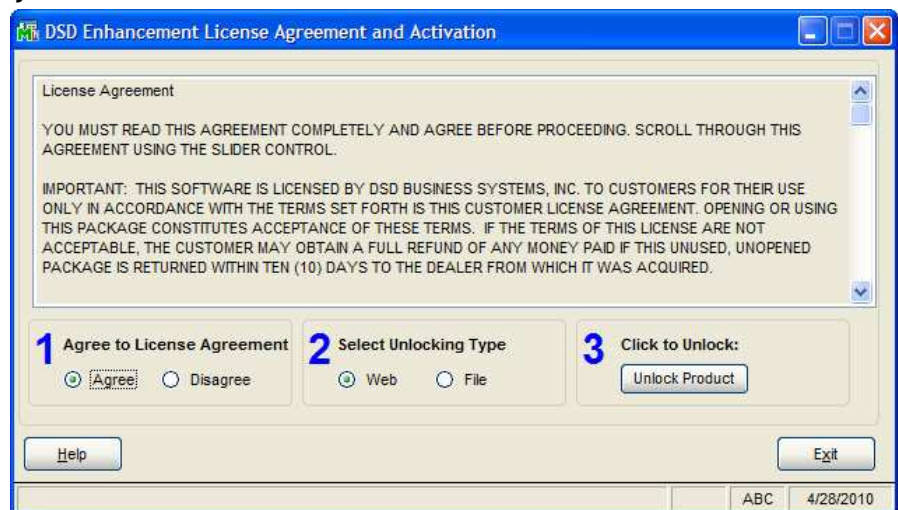 DSD Enhancement License Agreement and Activation
License Agreement
YOU MUST READ THIS AGREEMENT COMPLETELY AND AGREE BEFORE PROCEEDING. SCROLL THROUGH THIS
AGREEMENT USING THE SLIDER CONTROL.
IMPORTANT: THIS SOFTWARE IS LICENSED BY DSD BUSINESS SYSTEMS, INC. TO CUSTOMERS FOR THEIR USE
ONLY IN ACCORDANCE WITH THE TERMS SET FORTH IS THIS CUSTOMER LICENSE AGREEMENT. OPENING OR USING
THIS PACKAGE CONSTITUTES ACCEPTANCE OF THESE TERMS. IF THE TERMS OF THIS LICENSE ARE NOT
ACCEPTABLE, THE CUSTOMER MAY OBTAIN A FULL REFUND OF ANY MONEY PAID IF THIS UNUSED, UNOPENED
PACKAGE IS RETURNED WITHIN TEN (10) DAYS TO THE DEALER FROM WHICH IT WAS ACQUIRED.
1 Agree to License Agreement
Agree Disagree
2 Select Unlocking Type
Web File
3 Click to Unlock:
Unlock Product
Help Exit
ABC 4/28/2010